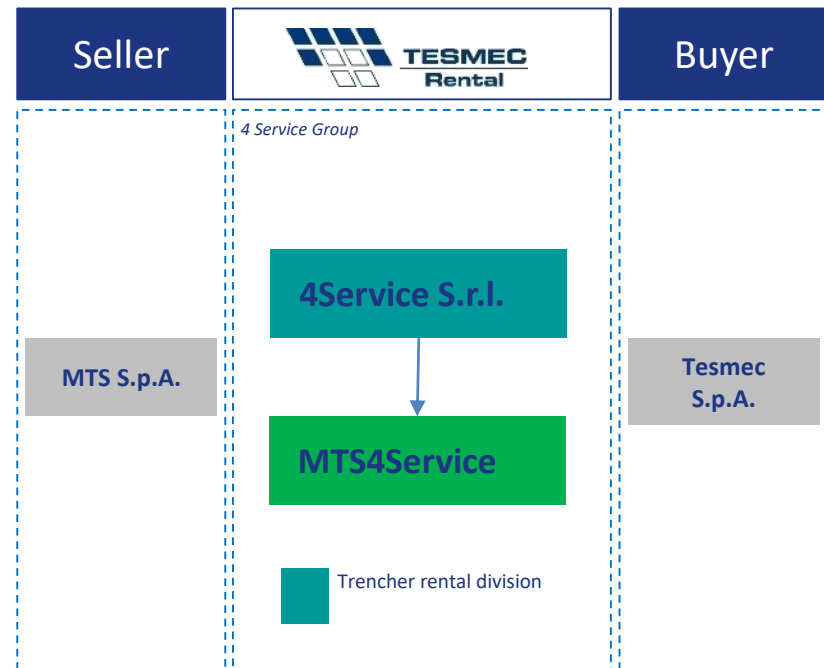 Seller
TESMEC
Rental
Buyer
4 Service Group
4Service S.r.l.
MTS S.p.A.
Tesmec
S.p.A.
MTS4Service
Trencher rental division